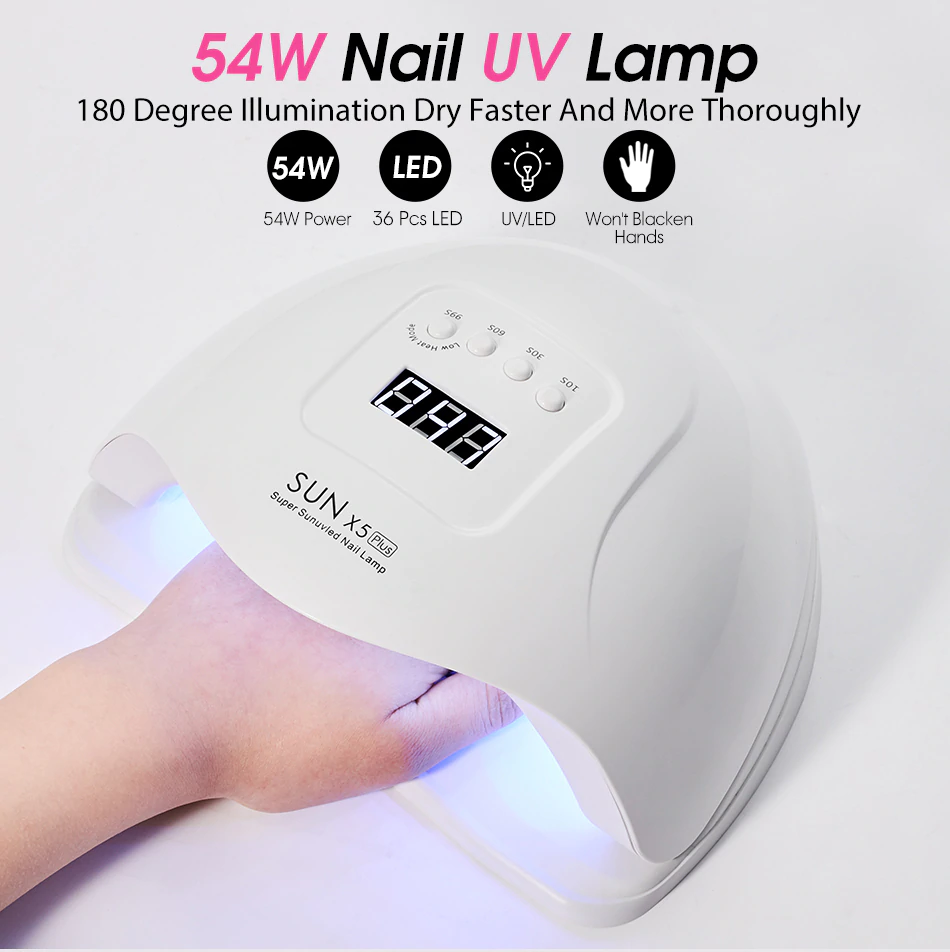 54W Nail UV Lamp
180 Degree Illumination Dry Faster And More Thoroughly
54W
LED
54W Power
36 Pcs LED
UV/LED
Won't Blacken
Hands
99S
60S
30S
10S
Low Heat Mode
SUN X5 Plus
Super Sunuvled Nail Lamp